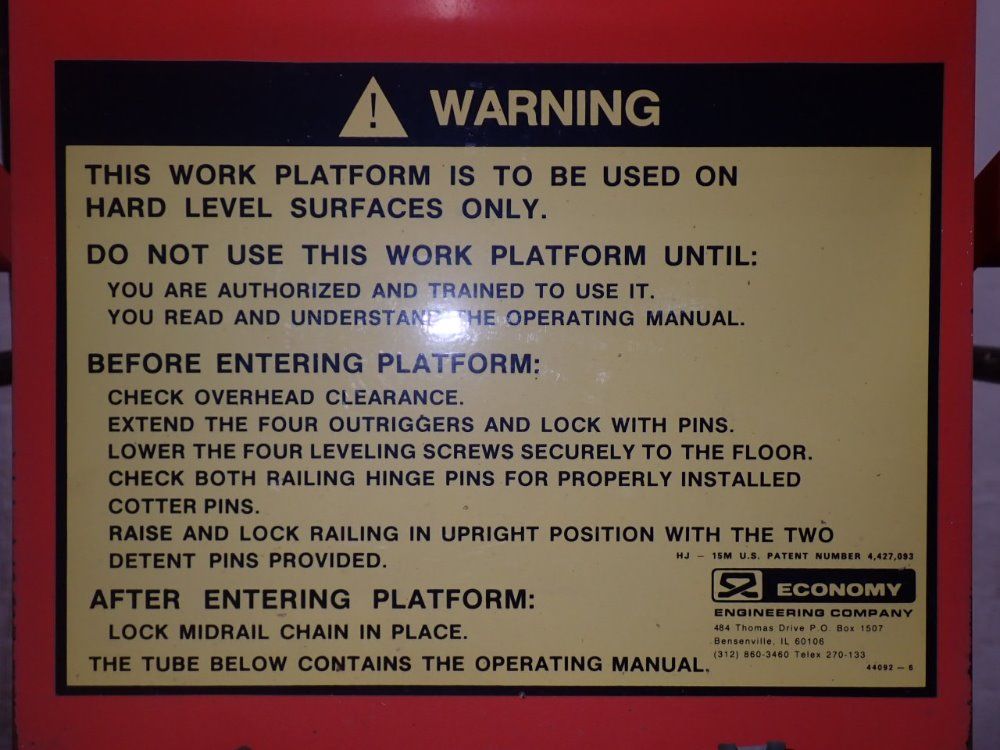 ! WARNING
THIS WORK PLATFORM IS TO BE USED ON
HARD LEVEL SURFACES ONLY.
DO NOT USE THIS WORK PLATFORM UNTIL:
YOU ARE AUTHORIZED AND TRAINED TO USE IT.
YOU READ AND UNDERSTAND THE OPERATING MANUAL.
BEFORE ENTERING PLATFORM:
CHECK OVERHEAD CLEARANCE.
EXTEND THE FOUR OUTRIGGERS AND LOCK WITH PINS.
LOWER THE FOUR LEVELING SCREWS SECURELY TO THE FLOOR.
CHECK BOTH RAILING HINGE PINS FOR PROPERLY INSTALLED
COTTER PINS.
RAISE AND LOCK RAILING IN UPRIGHT POSITION WITH THE TWO
DETENT PINS PROVIDED.
AFTER ENTERING PLATFORM:
LOCK MIDRAIL CHAIN IN PLACE.
THE TUBE BELOW CONTAINS THE OPERATING MANUAL.
HJ - 15M U.S. PATENT NUMBER 4,427,093
ECONOMY
ENGINEERING COMPANY
484 Thomas Drive P.O. Box 1507
Bensenville, IL 60106
(312) 860-3460 Telex 270-133
44092 - 6